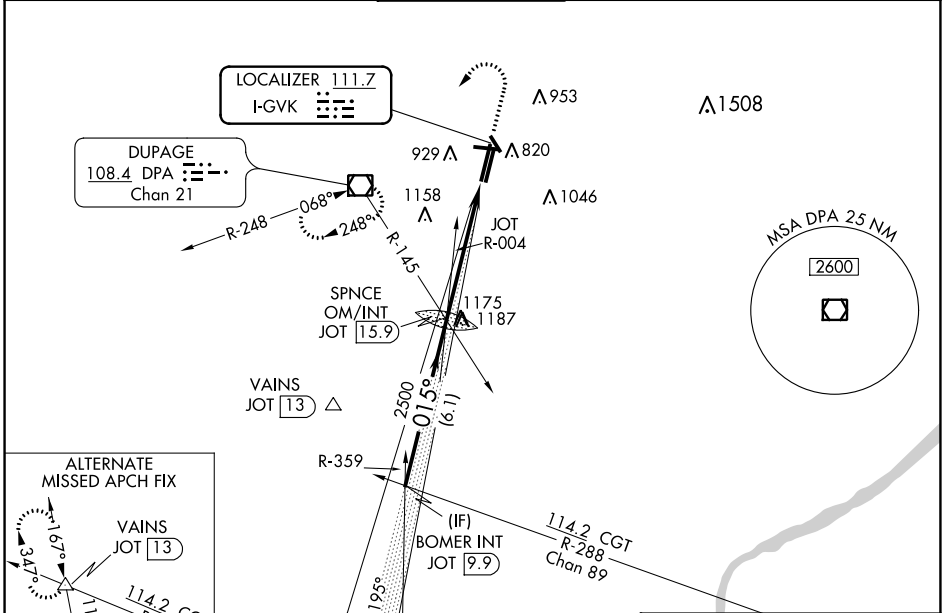 LOCALIZER 111.7
I-GVK
953
1508
DUPAGE
108.4 DPA
Chan 21
929
820
1158
1046
R-248
068°
248°
R-145
JOT
R-004
MSA DPA 25 NM
2600
SPNCE
OM/INT
JOT 15.9
1175
1187
VAINS
JOT 13
2500
015°
(6.1)
R-359
ALTERNATE
MISSED APCH FIX
VAINS
JOT 13
167°
347°
(IF)
BOMER INT
JOT 9.9
114.2 CGT
R-288
Chan 89
195°
114.2